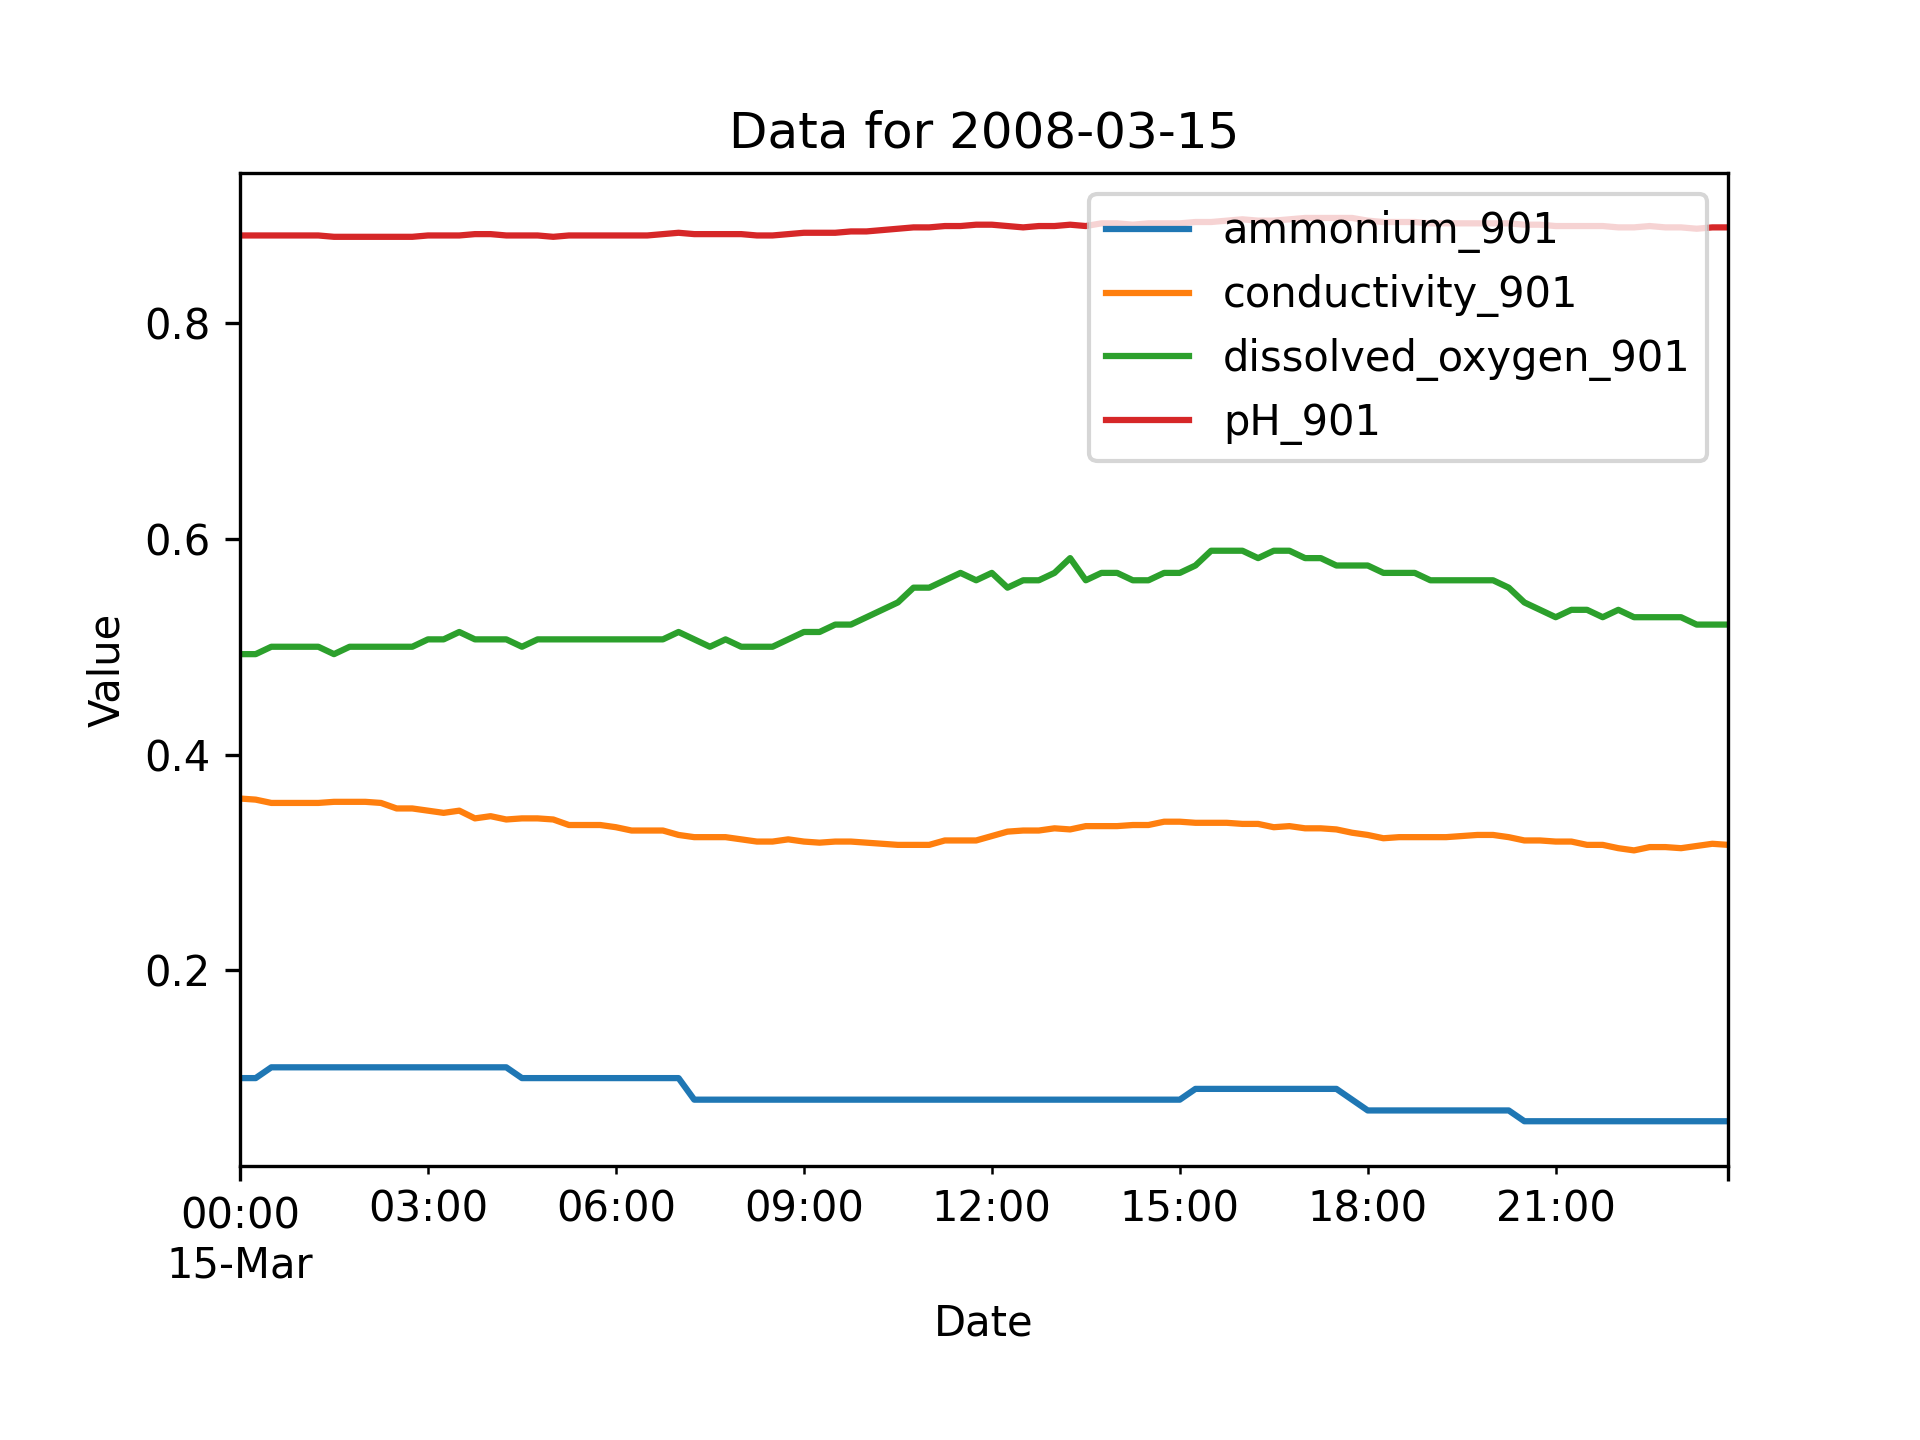 Data for 2008-03-15
ammonium_901
conductivity_901
dissolved_oxygen_901
pH_901
Value
0.8
0.6
0.4
0.2
00:00 03:00 06:00 09:00 12:00 15:00 18:00 21:00
15-Mar
Date